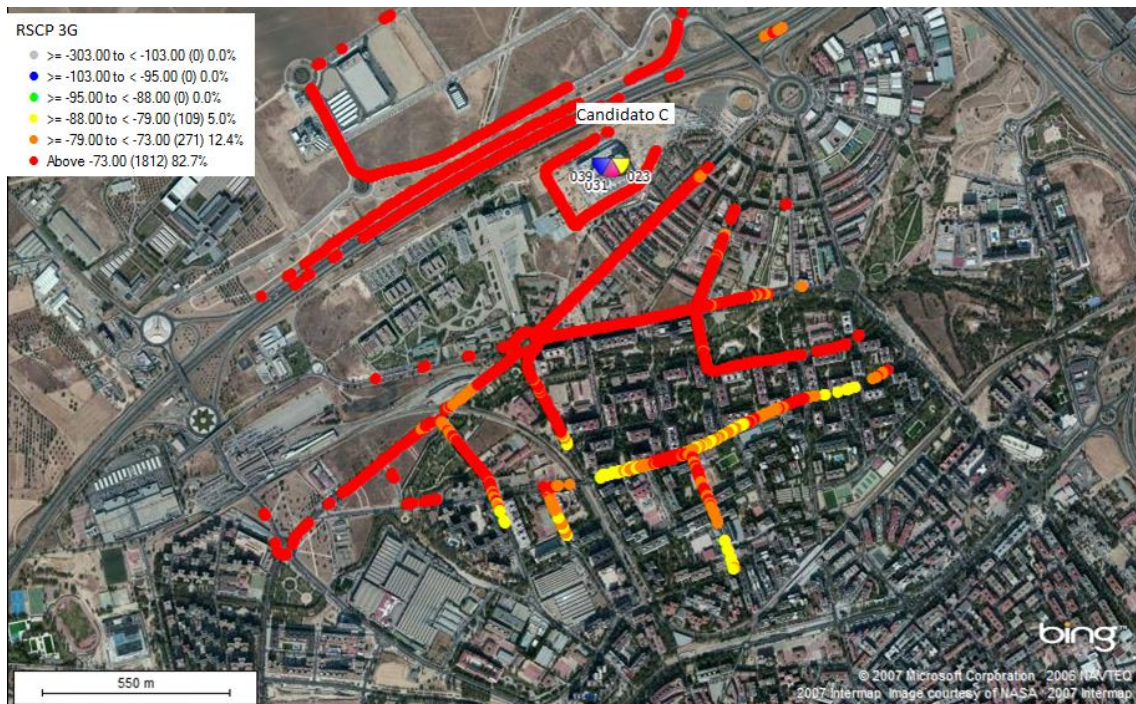 RSCP 3G
>= -303.00 to < -103.00 (0) 0.0%
>= -103.00 to < -95.00 (0) 0.0%
>= -95.00 to < -88.00 (0) 0.0%
>= -88.00 to < -79.00 (109) 5.0%
>= -79.00 to < -73.00 (271) 12.4%
Above -73.00 (1812) 82.7%
Candidato C
039
031
023
550 m
bing™
© 2007 Microsoft Corporation 2006 NAVTEQ
2007 Intermap Image courtesy of NASA 2007 Intermap